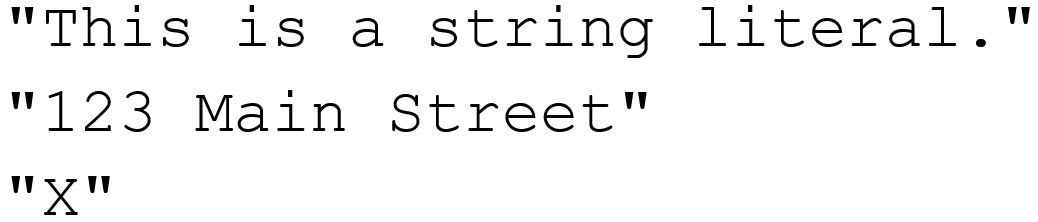 "This is a string literal."
"123 Main Street"
"X"